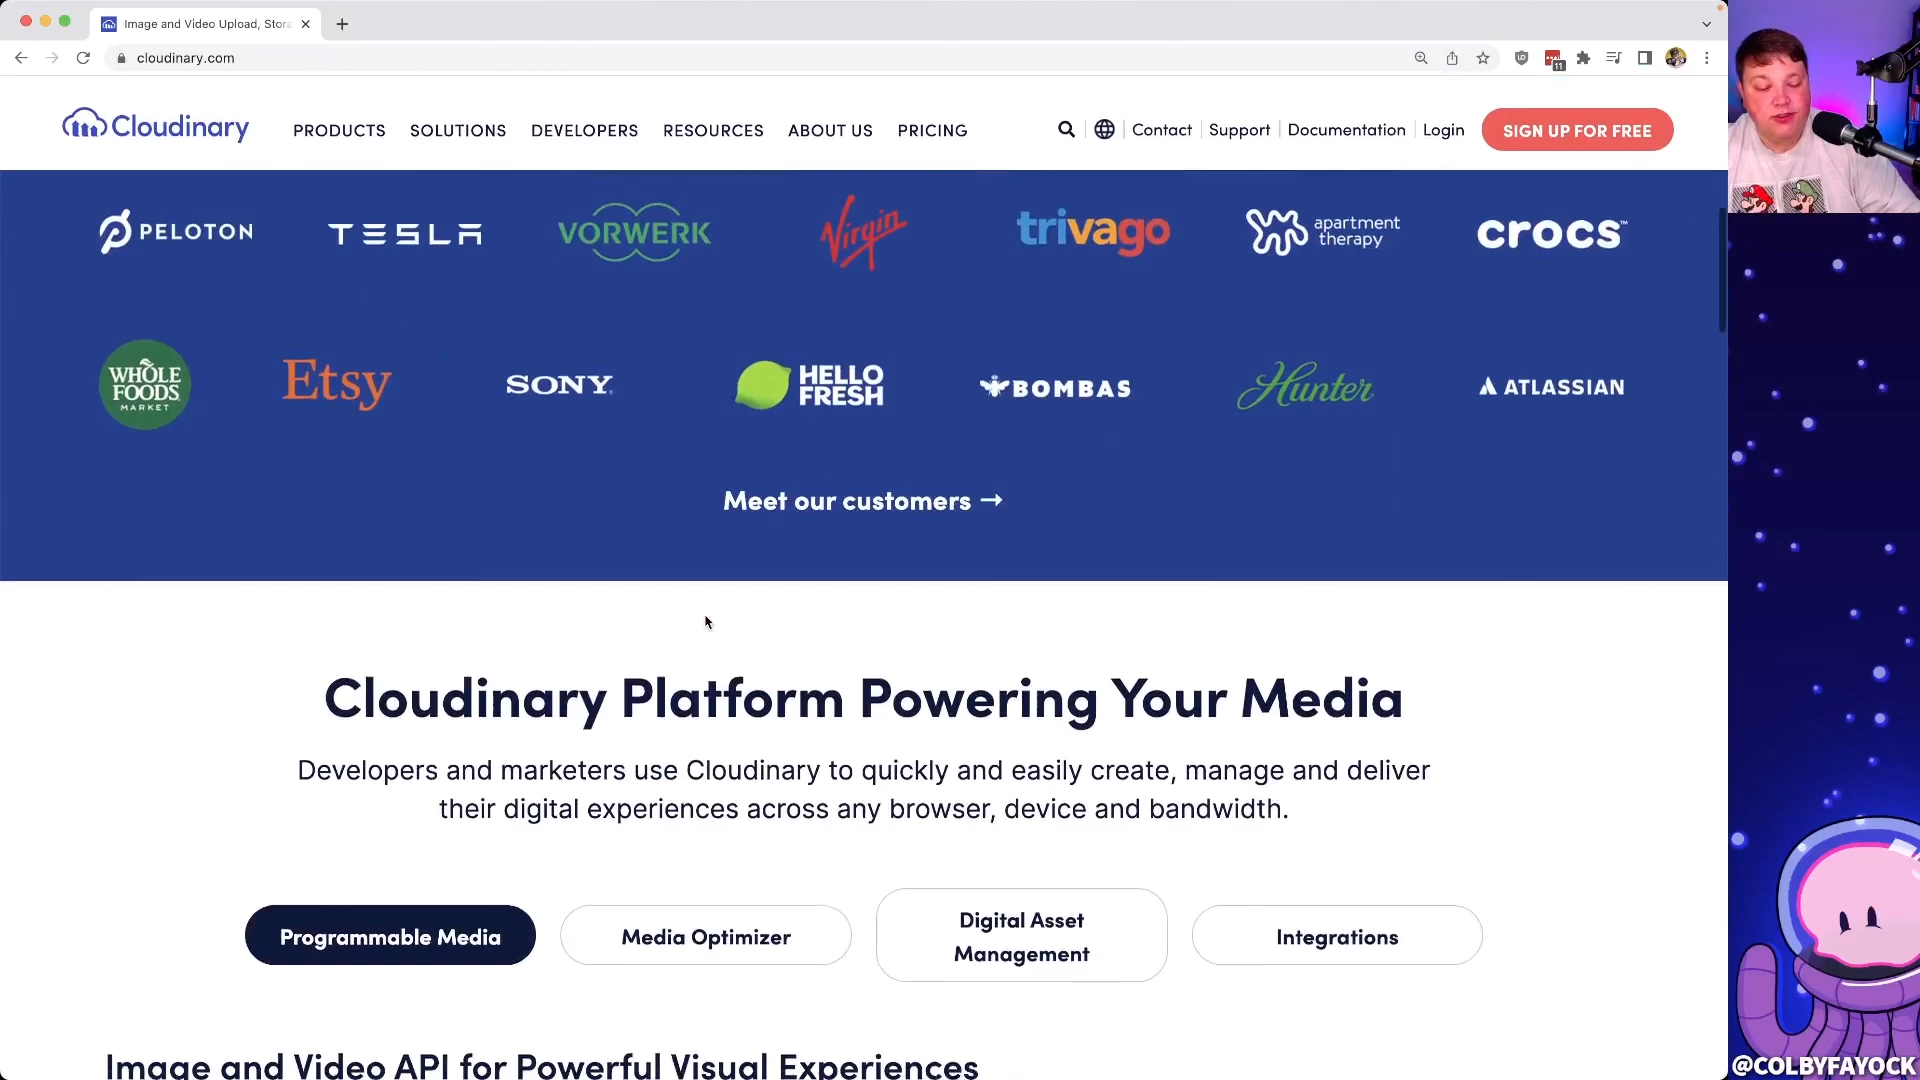 Image and Video Upload, Stora
cloudinary.com
11
Cloudinary
PRODUCTS SOLUTIONS DEVELOPERS RESOURCES ABOUT US PRICING
Contact Support Documentation Login SIGN UP FOR FREE
PELOTON TESLA VORWERK Virgin trivago apartment therapy crocs™
WHOLE FOODS MARKET Etsy SONY HELLO FRESH BOMBAS Hunter ATLASSIAN
Meet our customers →
Cloudinary Platform Powering Your Media
Developers and marketers use Cloudinary to quickly and easily create, manage and deliver
their digital experiences across any browser, device and bandwidth.
Programmable Media
Media Optimizer
Digital Asset
Management
Integrations
Image and Video API for Powerful Visual Experiences
@COLBYFAYOCK